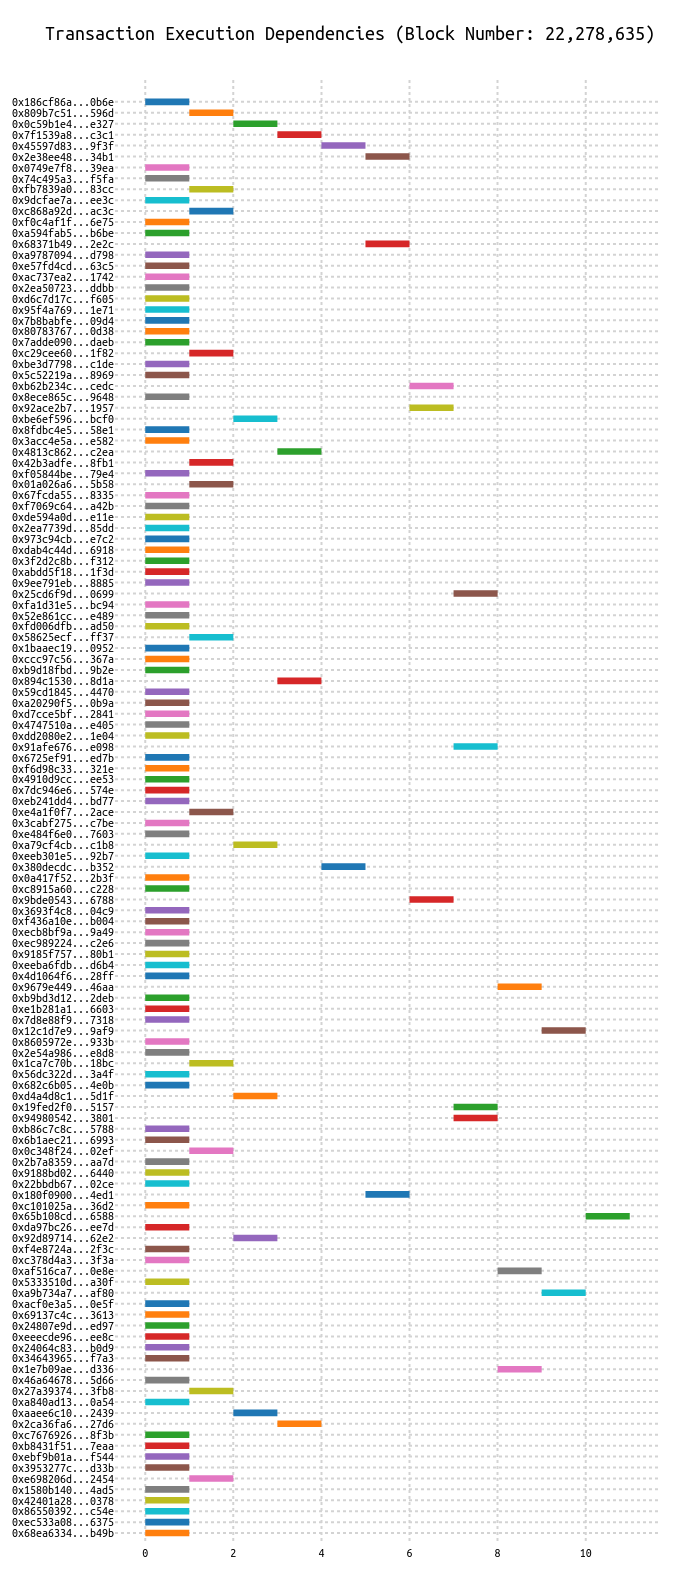 Transaction Execution Dependencies (Block Number: 22,278,635)
0x186cf86a...0b6e
0x809b7c51...596d
0x0c59b1e4...e327
0x7f1539a8...c3c1
0x45597d83...9f3f
0x2e38ee48...34b1
0x0749e7f8...39ea
0x74c495a3...f5fa
0xfb7839a0...83cc
0x9dcfae7a...ee3c
0xc868a92d...ac3c
0xf0c4af1f...6e75
0xa594fab5...b6be
0x68371b49...2e2c
0xa9787094...d798
0xe57fd4cd...63c5
0xac737ea2...1742
0x2ea50723...ddbb
0xd6c7d17c...f605
0x95f4a769...1e71
0x7b8babfe...09d4
0x80783767...0d38
0x7adde090...daeb
0xc29cee60...1f82
0xbe3d7798...c1de
0x5c52219a...8969
0xb62b234c...cedc
0x8ece865c...9648
0x92ace2b7...1957
0xbe6ef596...bcf0
0x8fdbc4e5...58e1
0x3acc4e5a...e582
0x4813c862...c2ea
0x42b3adfe...8fb1
0xf05844be...79e4
0x01a026a6...5b58
0x67fcda55...8335
0xf7069c64...a42b
0xde594a0d...e11e
0x2ea7739d...85dd
0x973c94cb...e7c2
0xdab4c44d...6918
0x3f2d2c8b...f312
0xabdd5f18...1f3d
0x9ee791eb...8885
0x25cd6f9d...0699
0xfa1d31e5...bc94
0x52e861cc...e489
0xfd006dfb...ad50
0x58625ecf...ff37
0x1baaec19...0952
0xccc97c56...367a
0xb9d18fbd...9b2e
0x894c1530...8d1a
0x59cd1845...4470
0xa20290f5...0b9a
0xd7cce5bf...2841
0x4747510a...e405
0xdd2080e2...1e04
0x91afe676...e098
0x6725ef91...ed7b
0xf6d98c33...321e
0x4910d9cc...ee53
0x7dc946e6...574e
0xeb241dd4...bd77
0xe4a1f0f7...2ace
0x3cabf275...c7be
0xe484f6e0...7603
0xa79cf4cb...c1b8
0xeeb301e5...92b7
0x380decdc...b352
0x0a417f52...2b3f
0xc8915a60...c228
0x9bde0543...6788
0x3693f4c8...04c9
0xf436a10e...b004
0xecb8bf9a...9a49
0xec989224...c2e6
0x9185f757...80b1
0xeeba6fdb...d6b4
0x4d1064f6...28ff
0x9679e449...46aa
0xb9bd3d12...2deb
0xe1b281a1...6603
0x7d8e88f9...7318
0x12c1d7e9...9af9
0x8605972e...933b
0x2e54a986...e8d8
0x1ca7c70b...18bc
0x56dc322d...3a4f
0x682c6b05...4e0b
0xd4a4d8c1...5d1f
0x19fed2f0...5157
0x94980542...3801
0xb86c7c8c...5788
0x6b1aec21...6993
0x0c348f24...02ef
0x2b7a8359...aa7d
0x9188bd02...6440
0x22bbdb67...02ce
0x180f0900...4ed1
0xc101025a...36d2
0x65b108cd...6588
0xda97bc26...ee7d
0x92d89714...62e2
0xf4e8724a...2f3c
0xc378d4a3...3f3a
0xaf516ca7...0e8e
0x5333510d...a30f
0xa9b734a7...af80
0xacf0e3a5...0e5f
0x69137c4c...3613
0x24807e9d...ed97
0xeeecde96...ee8c
0x24064c83...b0d9
0x34643965...f7a3
0x1e7b09ae...d336
0x46a64678...5d66
0x27a39374...3fb8
0xa840ad13...0a54
0xaaee6c10...2439
0x2ca36fa6...27d6
0xc7676926...8f3b
0xb8431f51...7eaa
0xebf9b01a...f544
0x3953277c...d33b
0xe698206d...2454
0x1580b140...4ad5
0x42401a28...0378
0x86550392...c54e
0xec533a08...6375
0x68ea6334...b49b
0 2 4 6 8 10